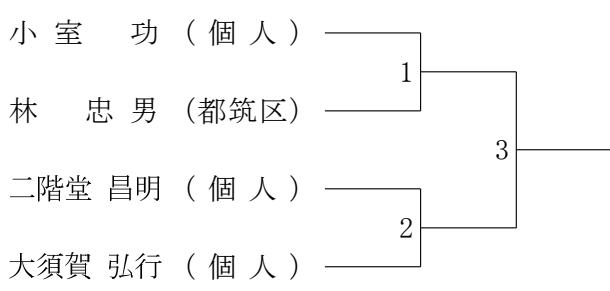 小室 功 (個人)
1
林 忠男 (都筑区)
3
二階堂 昌明 (個人)
2
大須賀 弘行 (個人)